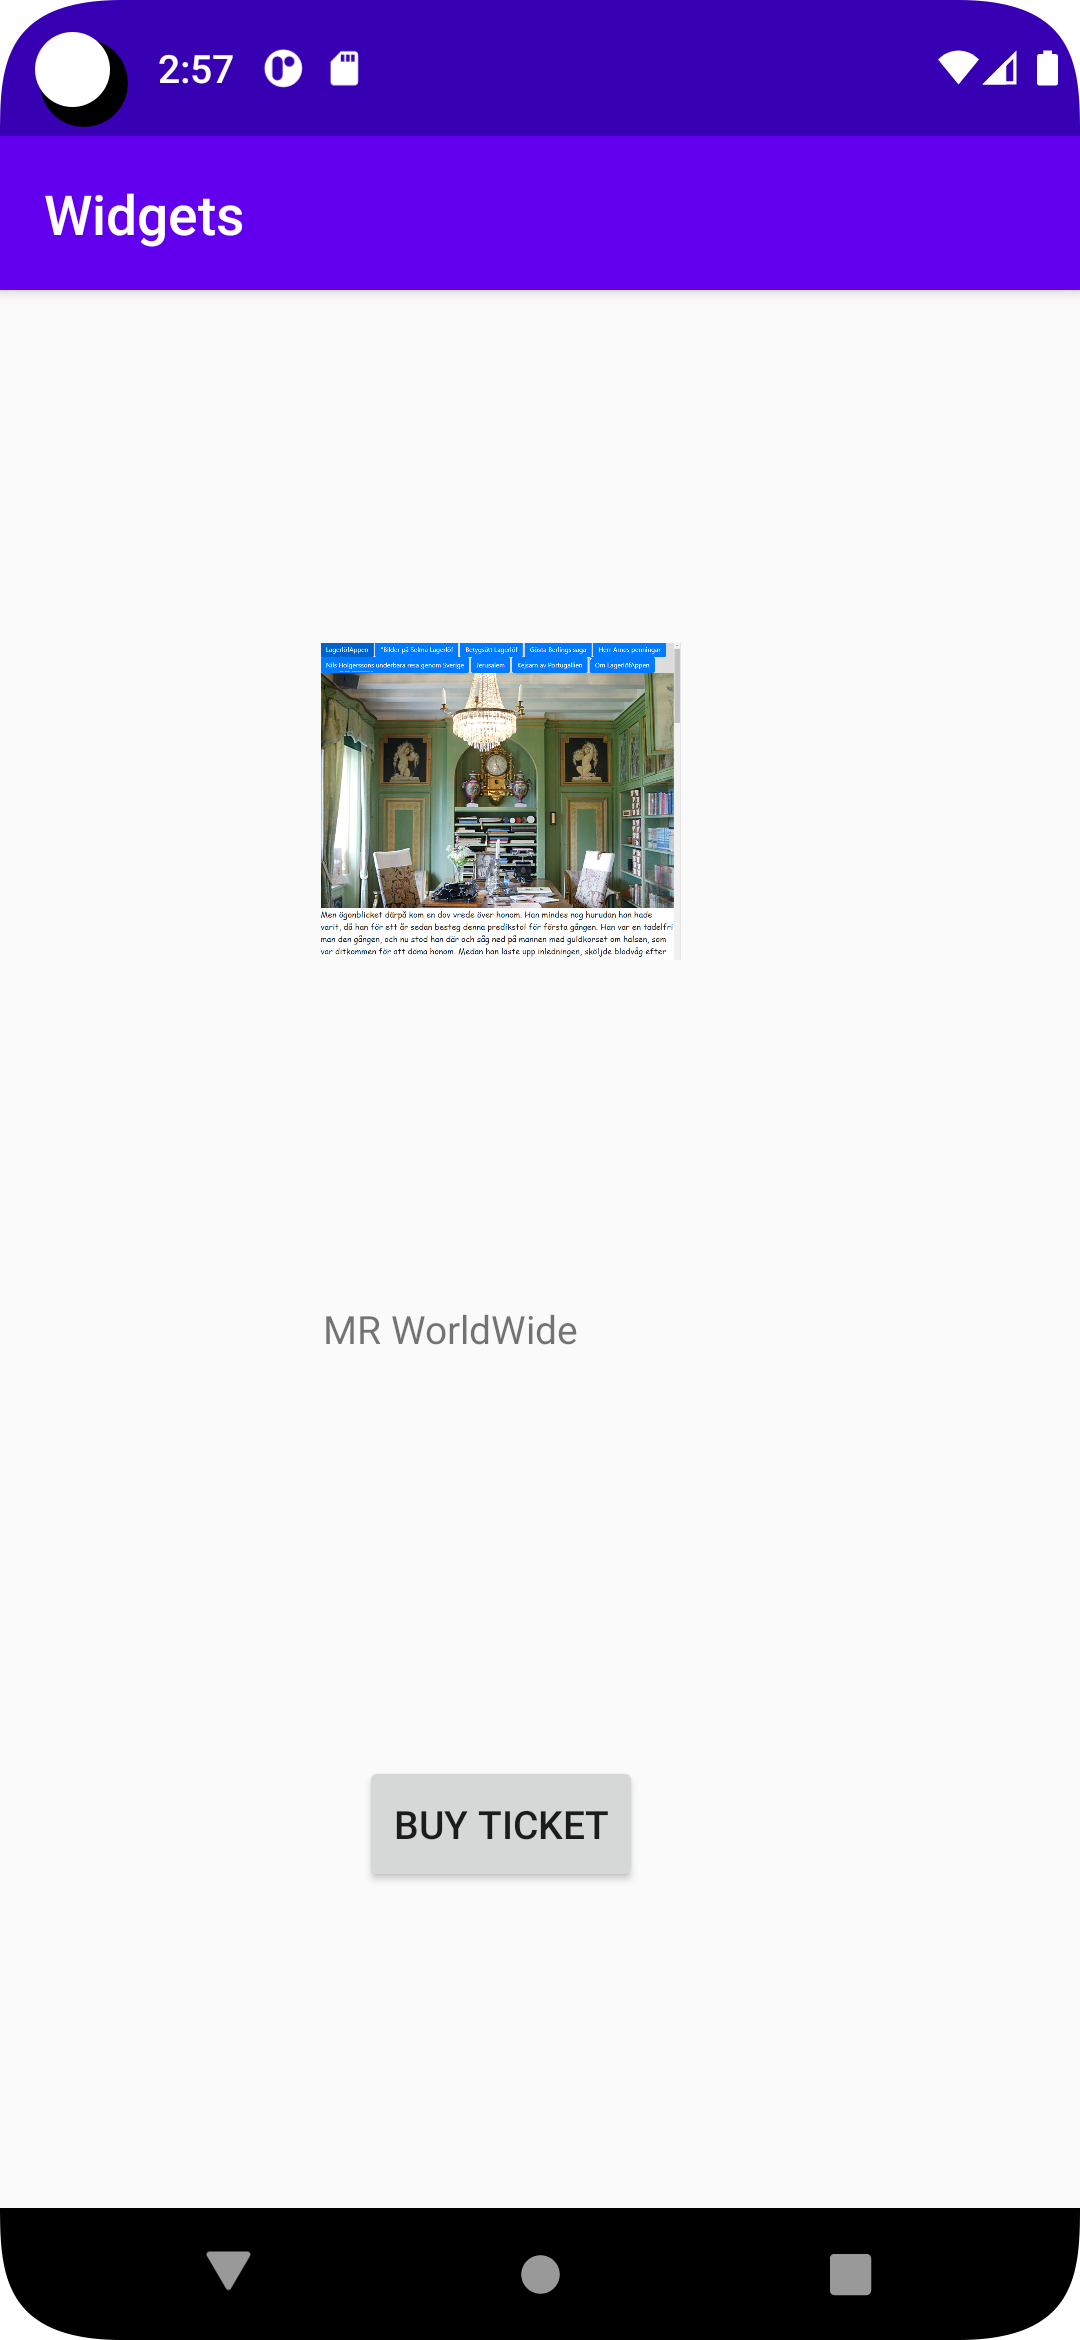 2:57
Widgets
LagerlöfAppen
"Bilder på Selma Lagerlöf
Betygsätt Lagerlöf
Gösta Berlings saga
Herr Arnes penningar
Nils Holgerssons underbara resa genom Sverige
Jerusalem
Kejsarn av Portugallien
Om LagerlöfAppen
Men ögonblicket därpå kom en dov vrede över honom. Han mindes nog hurudan han hade
varit, då han för ett år sedan besteg denna predikstol för första gången. Han var en tadelfri
man den gången, och nu stod han där och såg ned på mannen med guldkorset om halsen, som
var ditkommen för att döma honom. Medan han läste upp inledningen, sköljde blodvåg efter
MR WorldWide
BUY TICKET